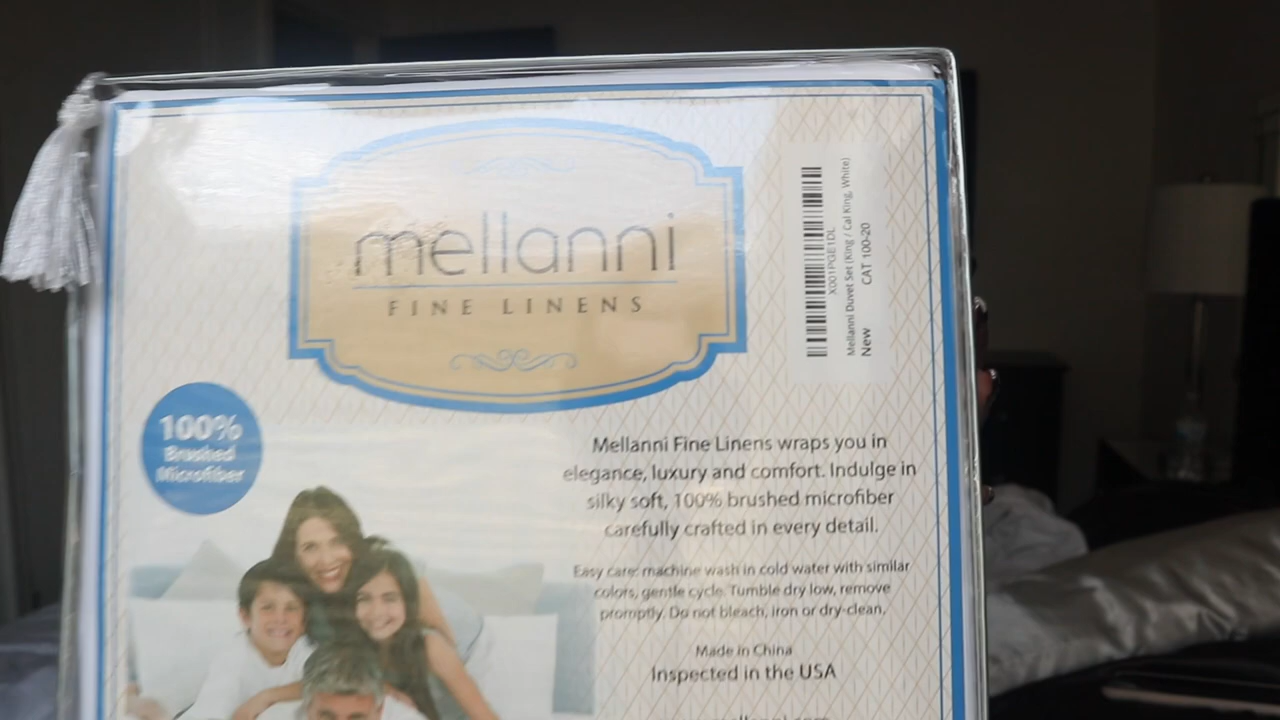 mellanni
FINE LINENS
X001PGE1DL
Mellanni Duvet Set (King / Cal King, White)
New CAT 100-20
100%
Brushed
Microfiber
Mellanni Fine Linens wraps you in
elegance, luxury and comfort. Indulge in
silky soft, 100% brushed microfiber
carefully crafted in every detail.
Easy care: machine wash in cold water with similar
colors, gentle cycle. Tumble dry low, remove
promptly. Do not bleach, iron or dry-clean.
Made in China
Inspected in the USA